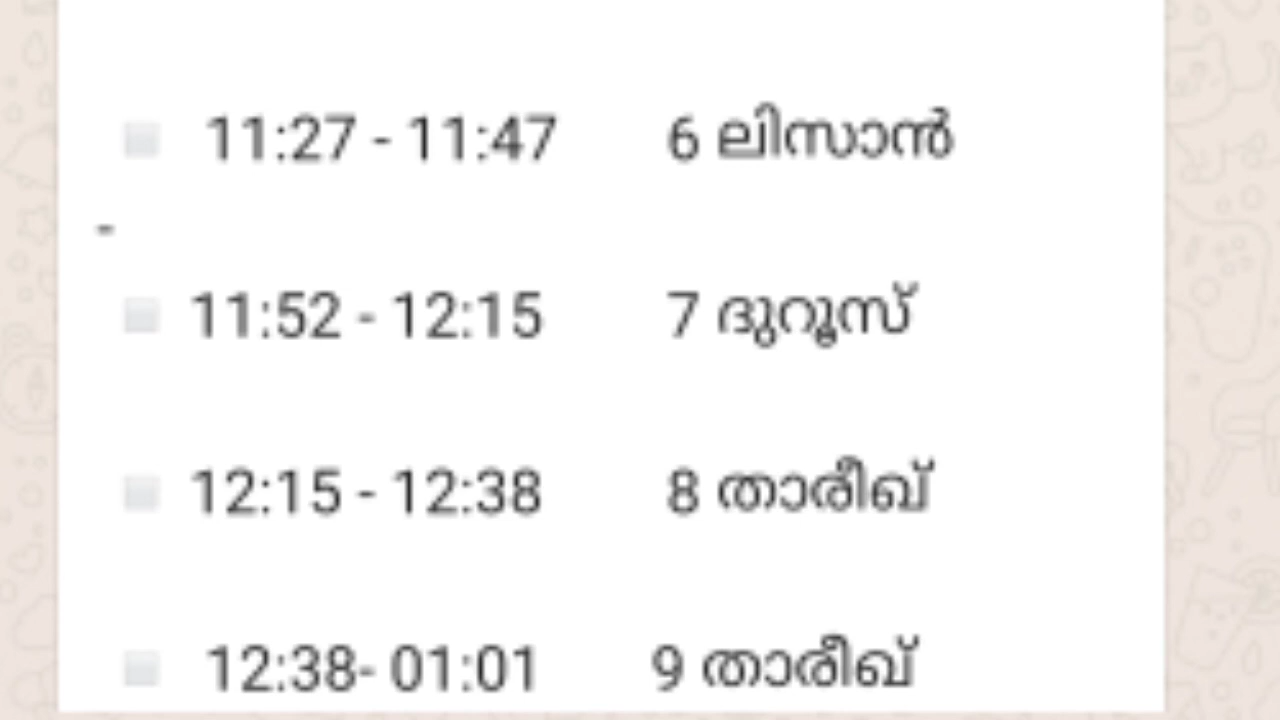 ◽ 11:27 - 11:47 6 ലിസാൻ
-
◽ 11:52 - 12:15 7 ദുറൂസ്
◽ 12:15 - 12:38 8 താരീഖ്
◽ 12:38- 01:01 9 താരീഖ്